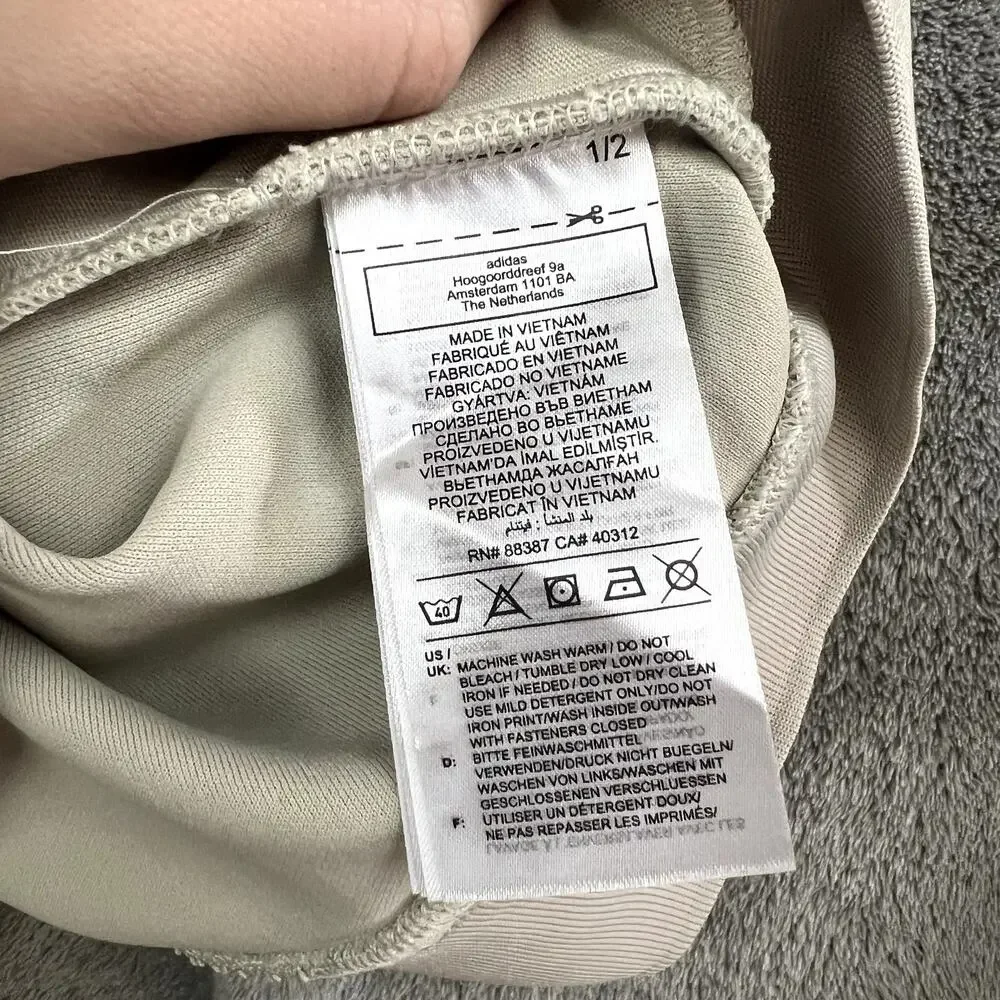 1/2
adidas
Hoogoorddreef 9a
Amsterdam 1101 BA
The Netherlands
MADE IN VIETNAM
FABRIQUÉ AU VIÊTNAM
FABRICADO EN VIETNAM
FABRICADO NO VIETNAME
GYÁRTVA: VIETNÁM
ПРОИЗВЕДЕНО ВЪВ ВИЕТНАМ
СДЕЛАНО ВО ВЬЕТНАМЕ
PROIZVEDENO U VIJETNAMU
VİETNAM'DA İMAL EDİLMİŞTİR.
ВЬЕТНАМДА ЖАСАЛҒАН
PROIZVEDENO U VIJETNAMU
FABRICAT ÎN VIETNAM
بلد المنشأ : فيتنام
RN# 88387 CA# 40312
40
US /
UK: MACHINE WASH WARM / DO NOT
BLEACH / TUMBLE DRY LOW / COOL
IRON IF NEEDED / DO NOT DRY CLEAN
USE MILD DETERGENT ONLY/DO NOT
IRON PRINT/WASH INSIDE OUT/WASH
WITH FASTENERS CLOSED
D: BITTE FEINWASCHMITTEL
VERWENDEN/DRUCK NICHT BUEGELN/
WASCHEN VON LINKS/WASCHEN MIT
GESCHLOSSENEN VERSCHLUESSEN
F: UTILISER UN DÉTERGENT DOUX/
NE PAS REPASSER LES IMPRIMÉS/